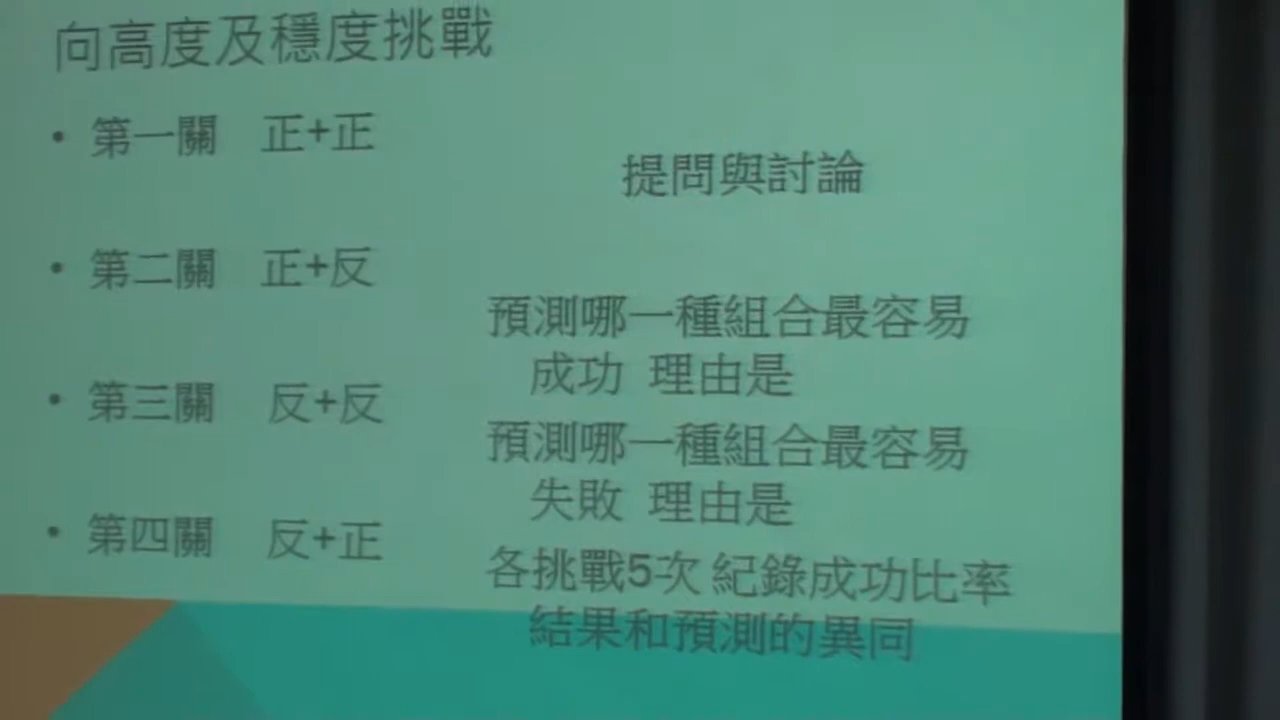 向高度及穩度挑戰
• 第一關 正+正
• 第二關 正+反
• 第三關 反+反
• 第四關 反+正
提問與討論
預測哪一種組合最容易
成功 理由是
預測哪一種組合最容易
失敗 理由是
各挑戰5次 紀錄成功比率
結果和預測的異同